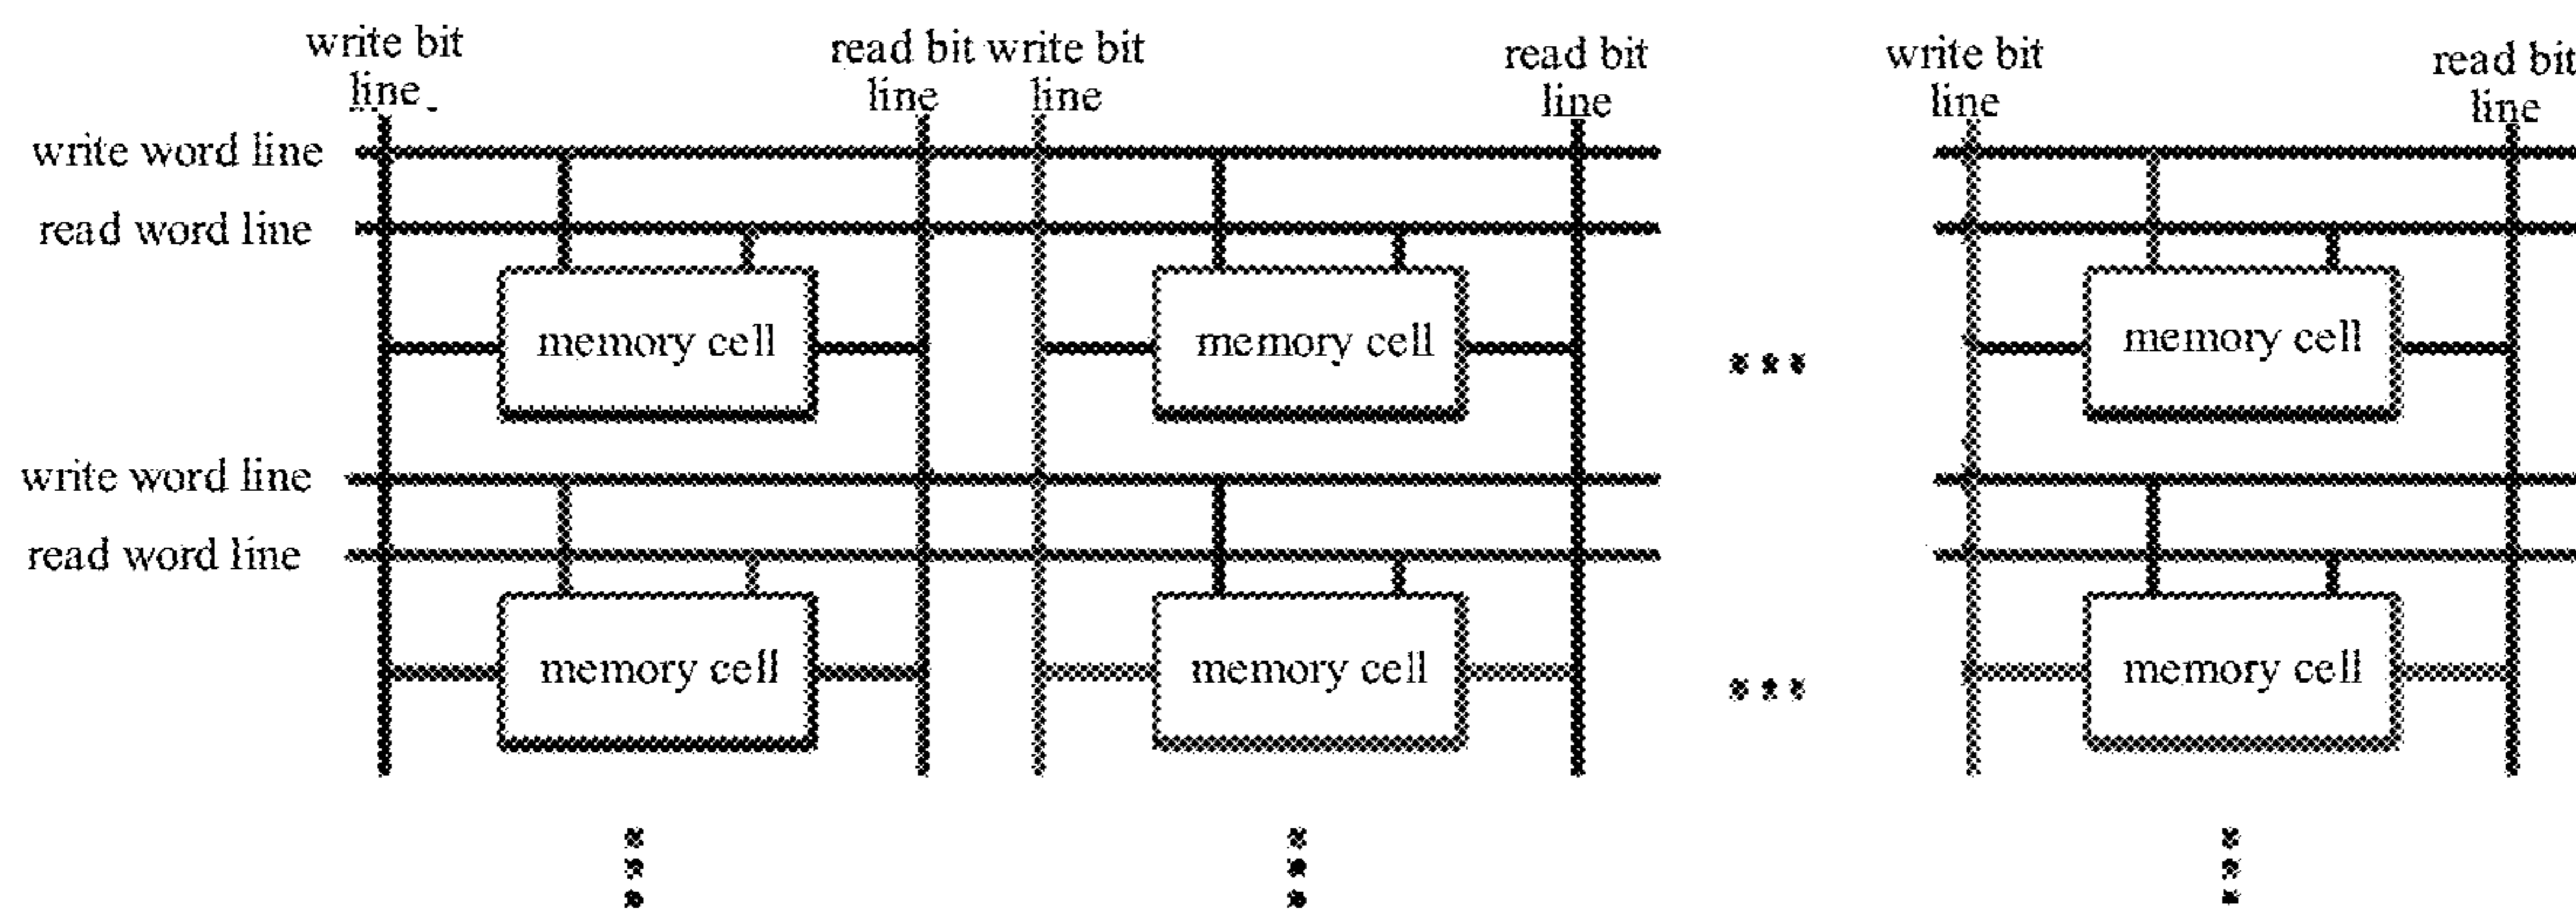 write bit
line
read bit write bit
line line
read bit
line
write bit
line
read bit
line
write word line
read word line
memory cell memory cell memory cell
write word line
read word line
memory cell memory cell memory cell